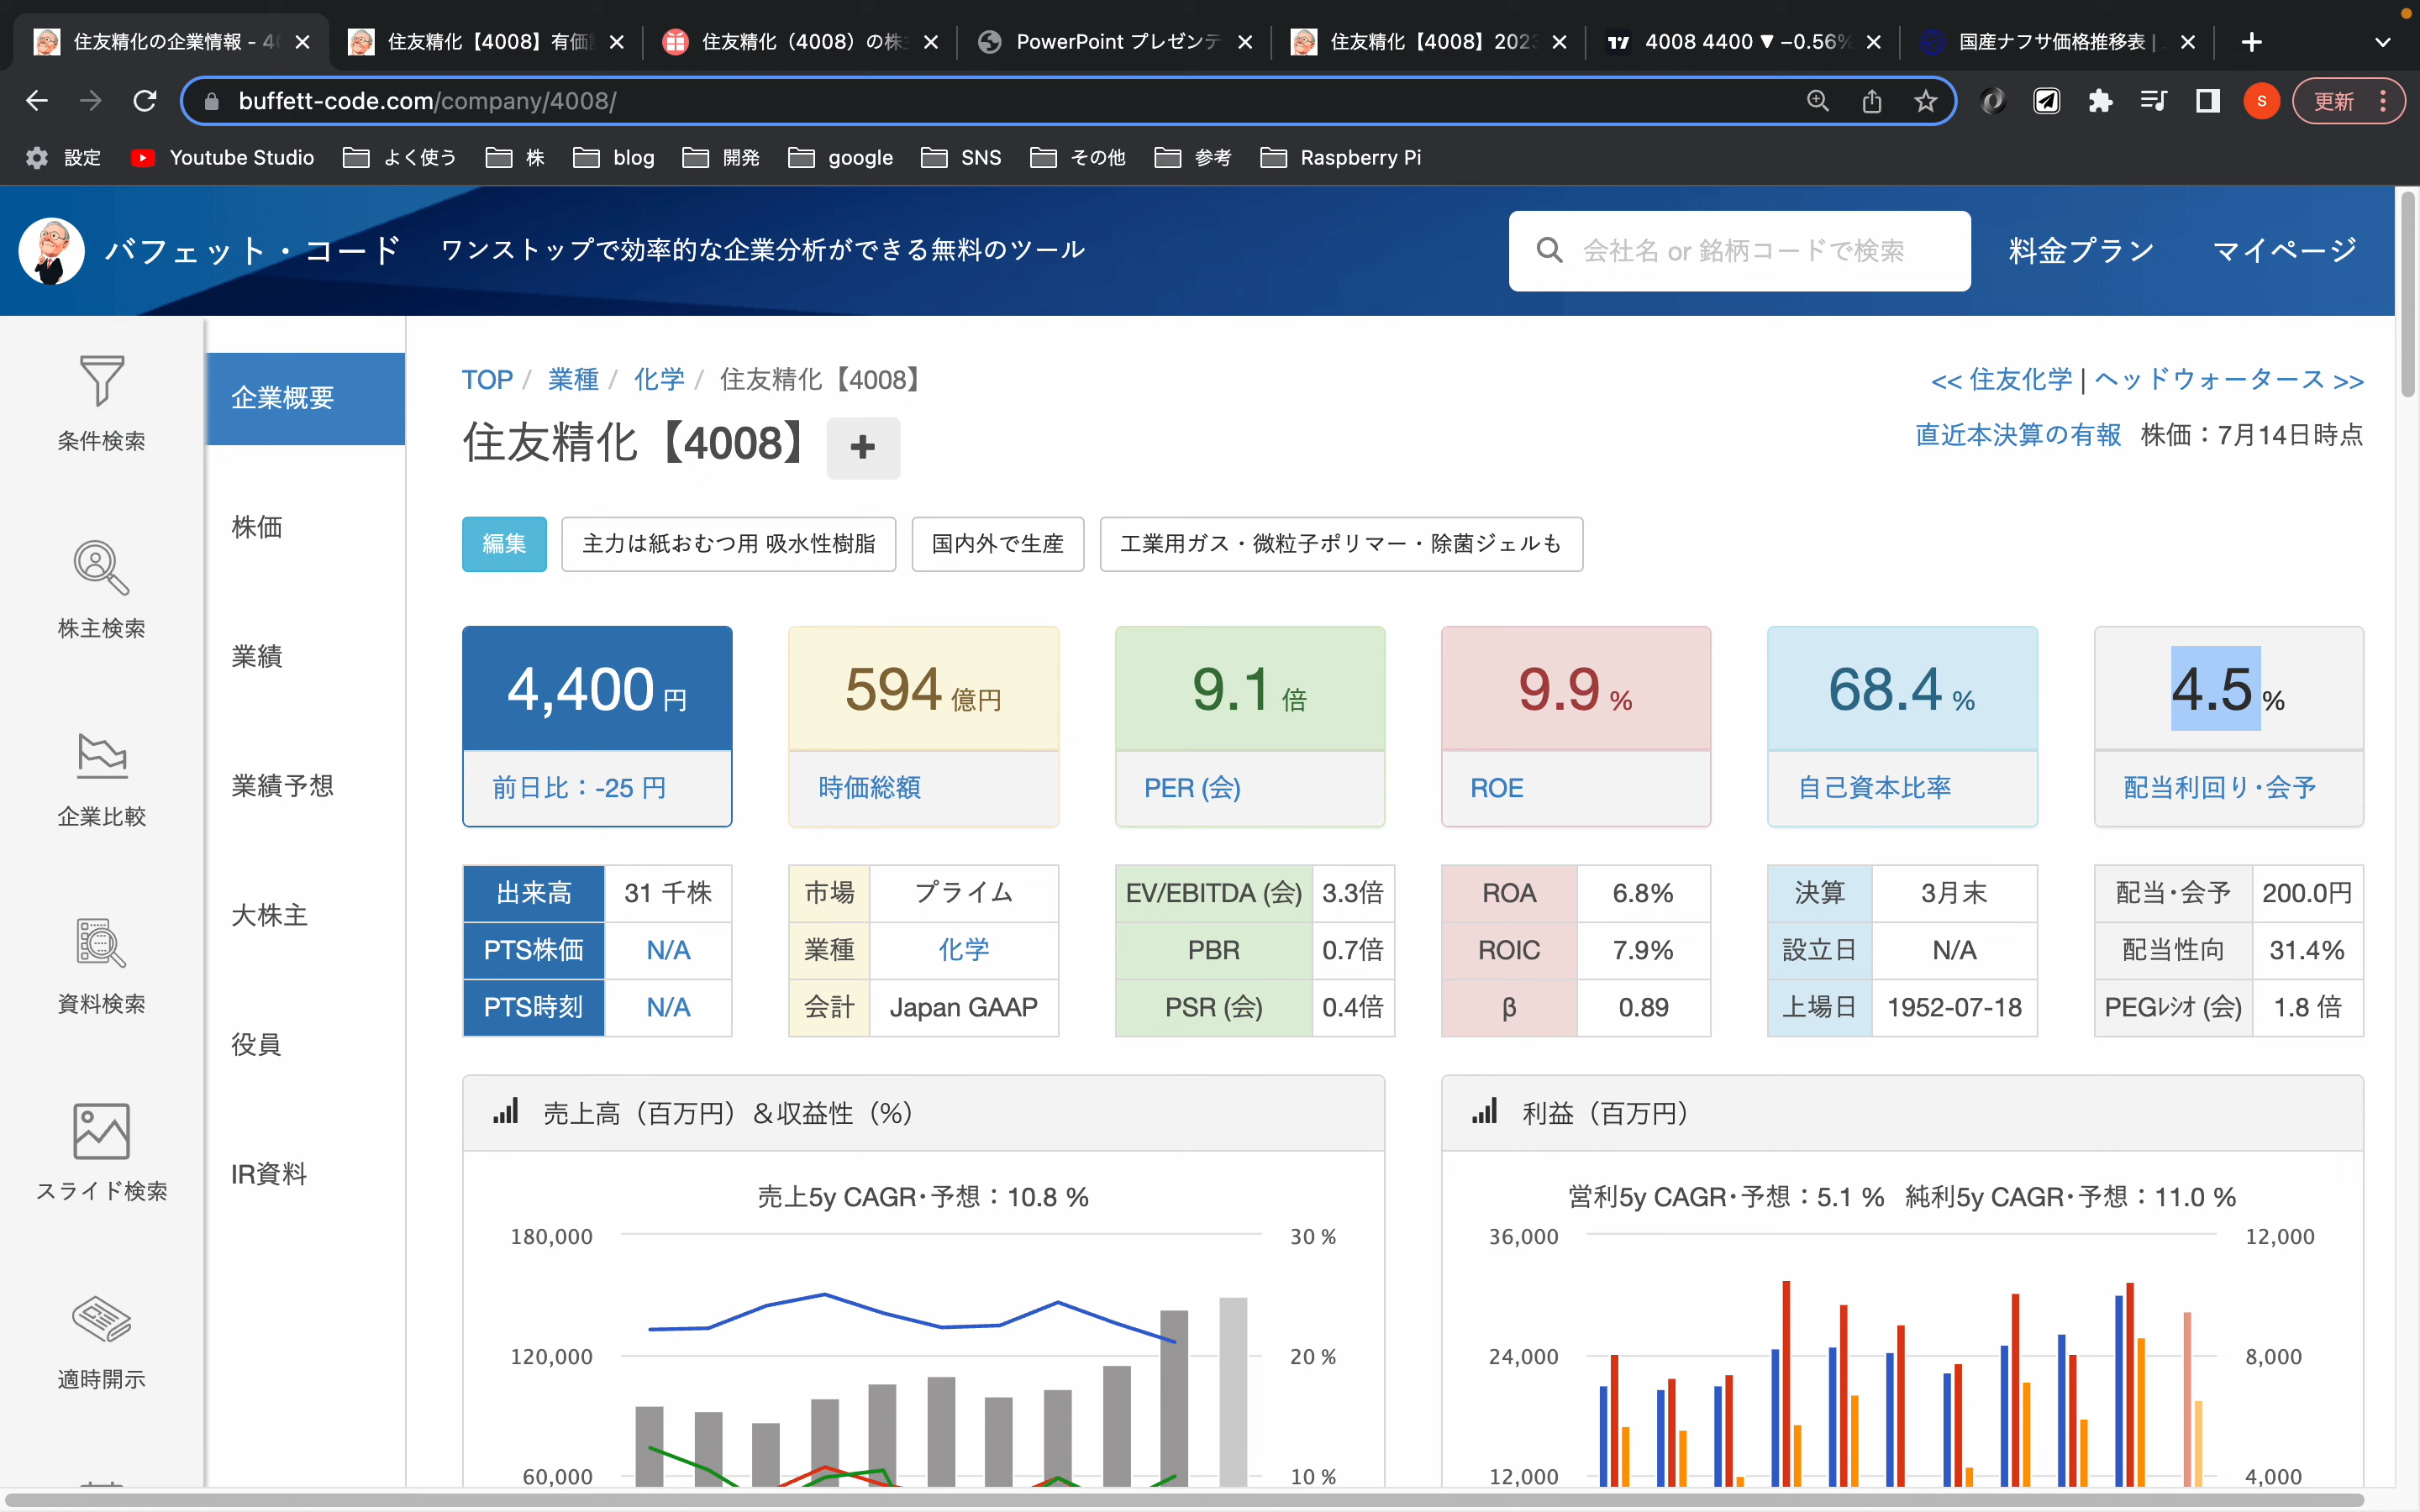 住友精化の企業情報 - 40
住友精化【4008】有価
住友精化（4008）の株
PowerPoint プレゼンテ
住友精化【4008】202
4008 4400 ▼ −0.56%
国産ナフサ価格推移表 |
buffett-code.com/company/4008/
S
更新
設定
Youtube Studio
よく使う
株
blog
開発
google
SNS
その他
参考
Raspberry Pi
バフェット・コード
ワンストップで効率的な企業分析ができる無料のツール
会社名 or 銘柄コードで検索
料金プラン
マイページ
条件検索
株主検索
企業比較
資料検索
スライド検索
適時開示
企業概要
株価
業績
業績予想
大株主
役員
IR資料
TOP / 業種 / 化学 / 住友精化【4008】
<< 住友化学 | ヘッドウォータース >>
住友精化【4008】 +
直近本決算の有報 株価：7月14日時点
編集
主力は紙おむつ用 吸水性樹脂
国内外で生産
工業用ガス・微粒子ポリマー・除菌ジェルも
4,400 円
前日比：-25 円
594 億円
時価総額
9.1 倍
PER (会)
9.9 %
ROE
68.4 %
自己資本比率
4.5 %
配当利回り･会予
出来高 31 千株
PTS株価 N/A
PTS時刻 N/A
市場 プライム
業種 化学
会計 Japan GAAP
EV/EBITDA (会) 3.3倍
PBR 0.7倍
PSR (会) 0.4倍
ROA 6.8%
ROIC 7.9%
β 0.89
決算 3月末
設立日 N/A
上場日 1952-07-18
配当･会予 200.0円
配当性向 31.4%
PEGﾚｼｵ (会) 1.8 倍
売上高（百万円）＆収益性（%）
売上5y CAGR･予想：10.8 %
180,000
120,000
60,000
30 %
20 %
10 %
利益（百万円）
営利5y CAGR･予想：5.1 % 純利5y CAGR･予想：11.0 %
36,000
24,000
12,000
12,000
8,000
4,000